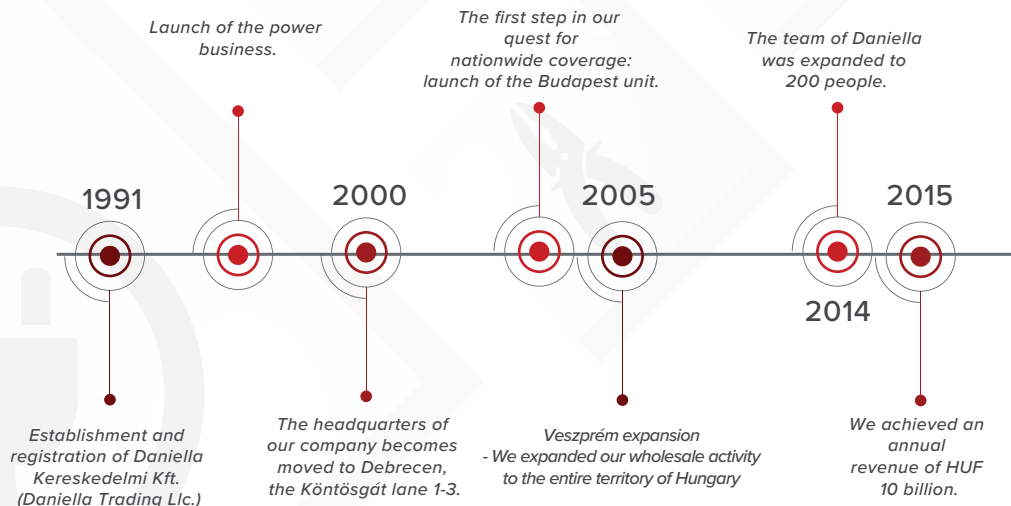 Launch of the power
business.
The first step in our
quest for
nationwide coverage:
launch of the Budapest unit.
The team of Daniella
was expanded to
200 people.
1991
2000
2005
2015
2014
Establishment and
registration of Daniella
Kereskedelmi Kft.
(Daniella Trading Llc.)
The headquarters of
our company becomes
moved to Debrecen,
the Köntösgát lane 1-3.
Veszprém expansion
- We expanded our wholesale activity
to the entire territory of Hungary
We achieved an
annual
revenue of HUF
10 billion.